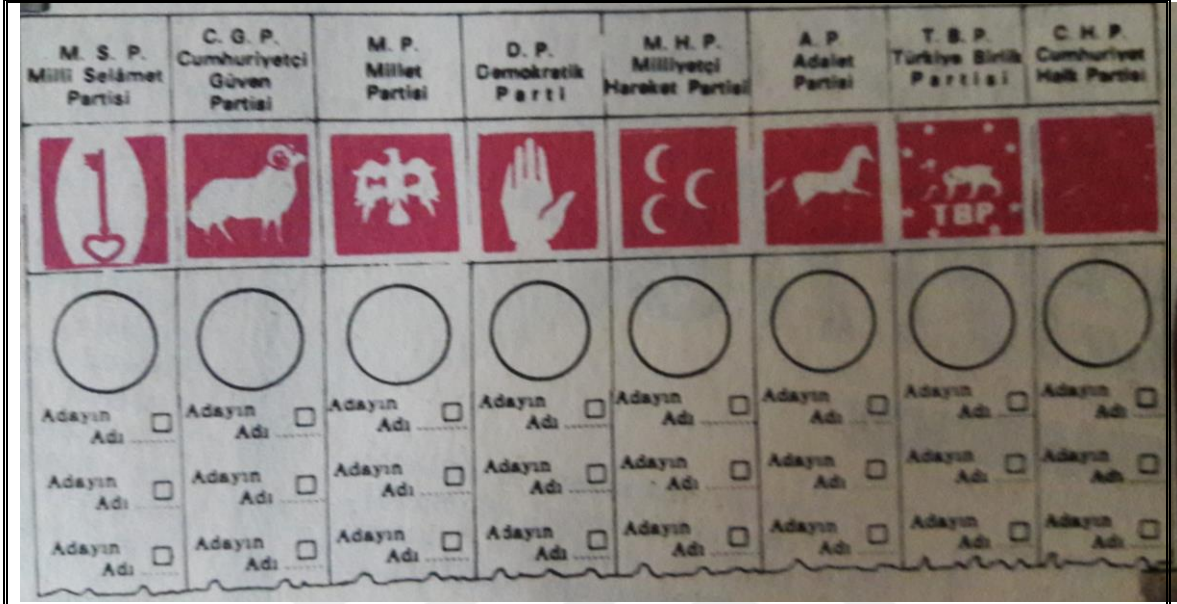 M. S. P.
Millî Selâmet
Partisi
C. G. P.
Cumhuriyetçi
Güven
Partisi
M. P.
Millet
Partisi
D. P.
Demokratik
Parti
M. H. P.
Milliyetçi
Hareket Partisi
A. P.
Adalet
Partisi
T. B. P.
Türkiye Birlik
Partisi
C. H. P.
Cumhuriyet
Halk Partisi
TBP
Adayın
Adı
Adayın
Adı
Adayın
Adı
Adayın
Adı
Adayın
Adı
Adayın
Adı
Adayın
Adı
Adayın
Adı
Adayın
Adı
Adayın
Adı
Adayın
Adı
Adayın
Adı
Adayın
Adı
Adayın
Adı
Adayın
Adı
Adayın
Adı
Adayın
Adı
Adayın
Adı
Adayın
Adı
Adayın
Adı
Adayın
Adı
Adayın
Adı
Adayın
Adı
Adayın
Adı